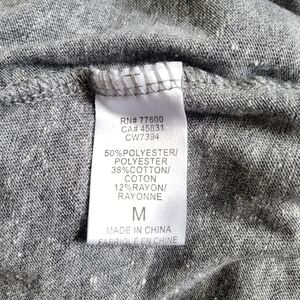 RN# 77600
CA# 45831
CW7394
50%POLYESTER/
POLYESTER
38%COTTON/
COTON
12%RAYON/
RAYONNE
M
MADE IN CHINA
FABRIQUÉ EN CHINE